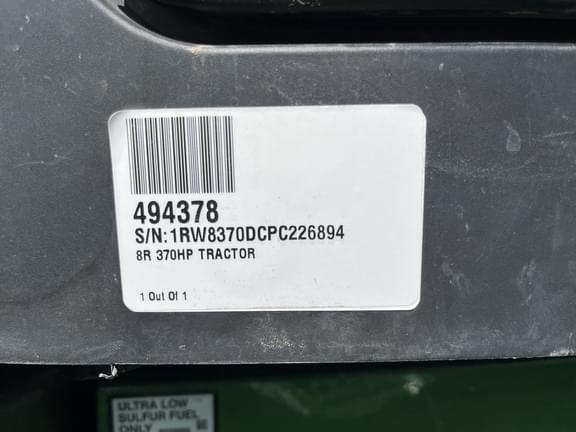 494378
S/N:1RW8370DCPC226894
8R 370HP TRACTOR
1 Out Of 1
ULTRA LOW
SULFUR FUEL
ONLY